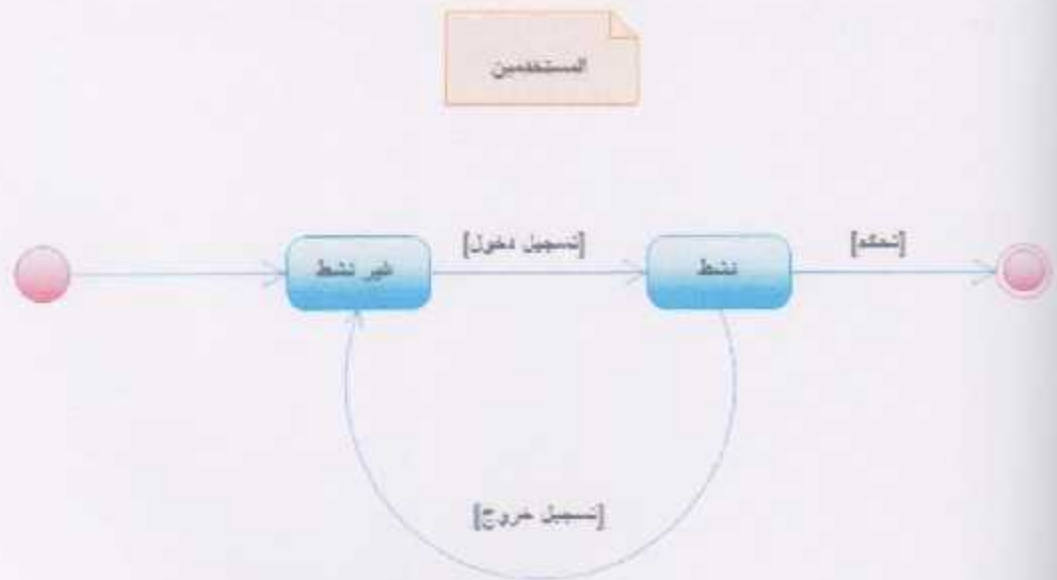 المستخدمين
[تسجيل دخول]
[تحكم]
غير نشط
نشط
[تسجيل خروج]